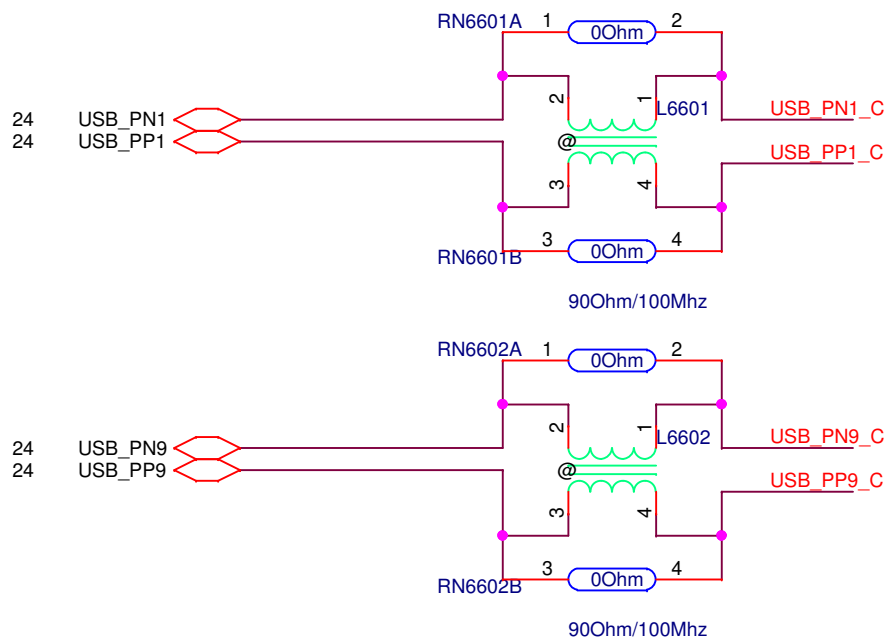 RN6601A 1 0Ohm 2
2 1 L6601
24 USB_PN1 USB_PN1_C
24 USB_PP1 @ USB_PP1_C
3 4
RN6601B 3 0Ohm 4
90Ohm/100Mhz
RN6602A 1 0Ohm 2
2 1 L6602
24 USB_PN9 USB_PN9_C
24 USB_PP9 @ USB_PP9_C
3 4
RN6602B 3 0Ohm 4
90Ohm/100Mhz